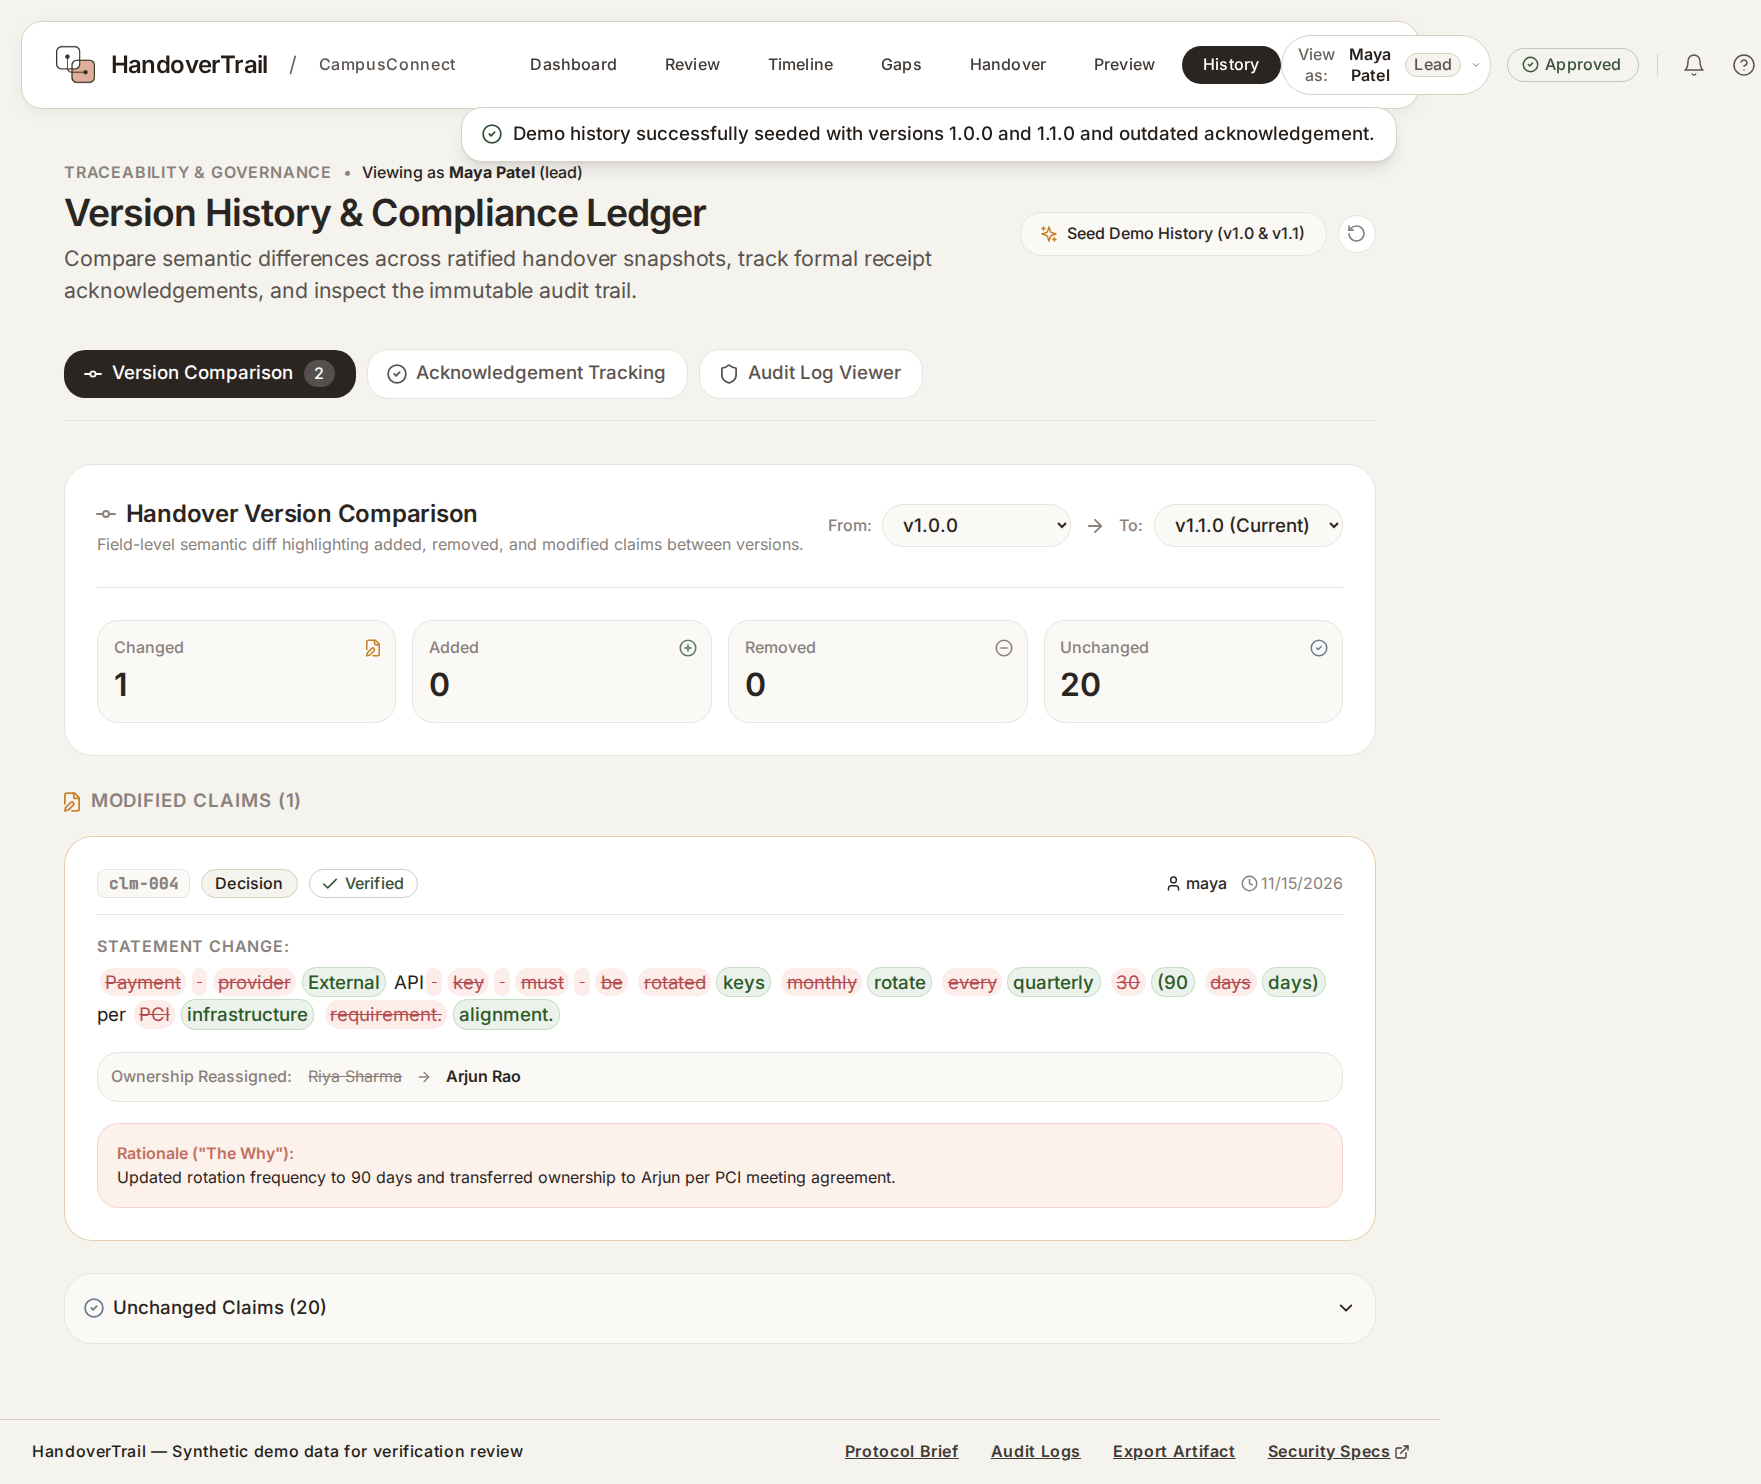 HandoverTrail / CampusConnect Dashboard Review Timeline Gaps Handover Preview History View as: Maya Patel Lead Approved
Demo history successfully seeded with versions 1.0.0 and 1.1.0 and outdated acknowledgement.
TRACEABILITY & GOVERNANCE • Viewing as Maya Patel (lead)
Version History & Compliance Ledger
Compare semantic differences across ratified handover snapshots, track formal receipt
acknowledgements, and inspect the immutable audit trail.
Seed Demo History (v1.0 & v1.1)
Version Comparison 2 Acknowledgement Tracking Audit Log Viewer
Handover Version Comparison
Field-level semantic diff highlighting added, removed, and modified claims between versions.
From: v1.0.0 → To: v1.1.0 (Current)
Changed Added Removed Unchanged
1 0 0 20
MODIFIED CLAIMS (1)
clm-004 Decision Verified maya 11/15/2026
STATEMENT CHANGE:
Payment - provider External API - key - must - be rotated keys monthly rotate every quarterly 30 (90 days days)
per PCI infrastructure requirement. alignment.
Ownership Reassigned: Riya Sharma → Arjun Rao
Rationale ("The Why"):
Updated rotation frequency to 90 days and transferred ownership to Arjun per PCI meeting agreement.
Unchanged Claims (20)
HandoverTrail — Synthetic demo data for verification review Protocol Brief Audit Logs Export Artifact Security Specs